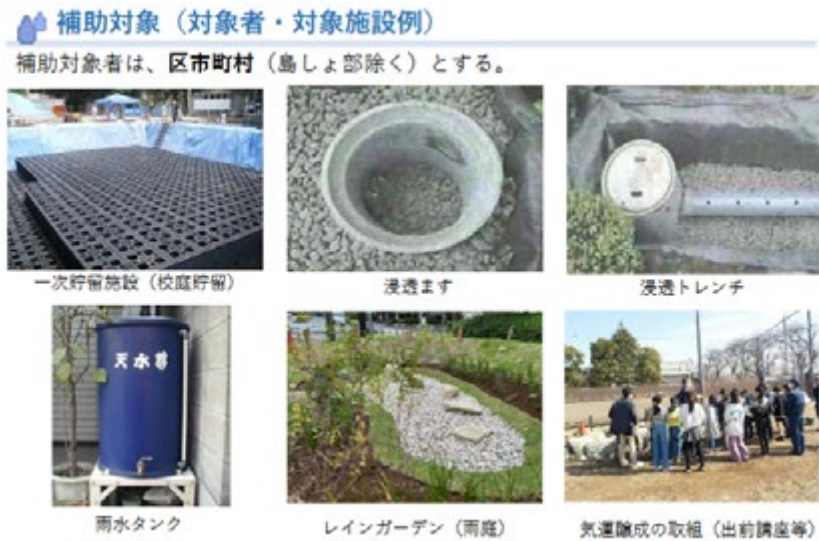 補助対象（対象者・対象施設例）
補助対象者は、区市町村（島しょ部除く）とする。
一次貯留施設（校庭貯留）
浸透ます
浸透トレンチ
天水尊
雨水タンク
レインガーデン（雨庭）
気運醸成の取組（出前講座等）